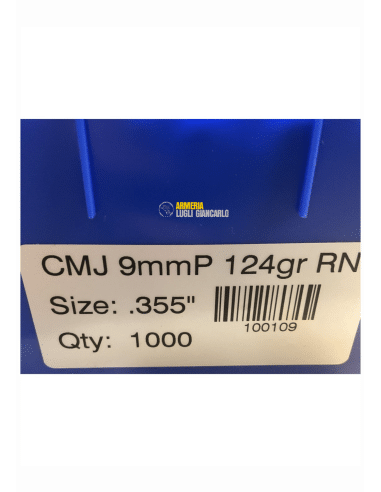 ARMERIA
LUGLI GIANCARLO
CMJ 9mmP 124gr RN
Size: .355"
100109
Qty: 1000